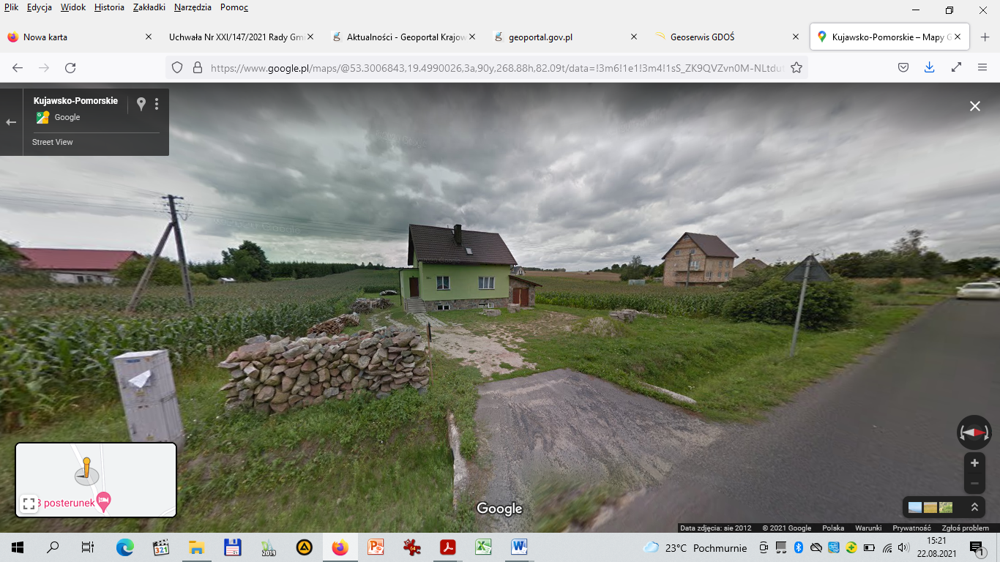 Plik Edycja Widok Historia Zakładki Narzędzia Pomoc
Nowa karta
Uchwała Nr XXI/147/2021 Rady Gmi
Aktualności - Geoportal Krajow
geoportal.gov.pl
Geoserwis GDOŚ
Kujawsko-Pomorskie – Mapy G
https://www.google.pl/maps/@53.3006843,19.4990026,3a,90y,268.88h,82.09t/data=!3m6!1e1!3m4!1sS_ZK9QVZvn0M-NLtdut
Kujawsko-Pomorskie
Google
Street View
posterunek
Google
Data zdjęcia: sie 2012 © 2021 Google Polska Warunki Prywatność Zgłoś problem
321
2019
64
23°C Pochmurnie
15:21
22.08.2021
1